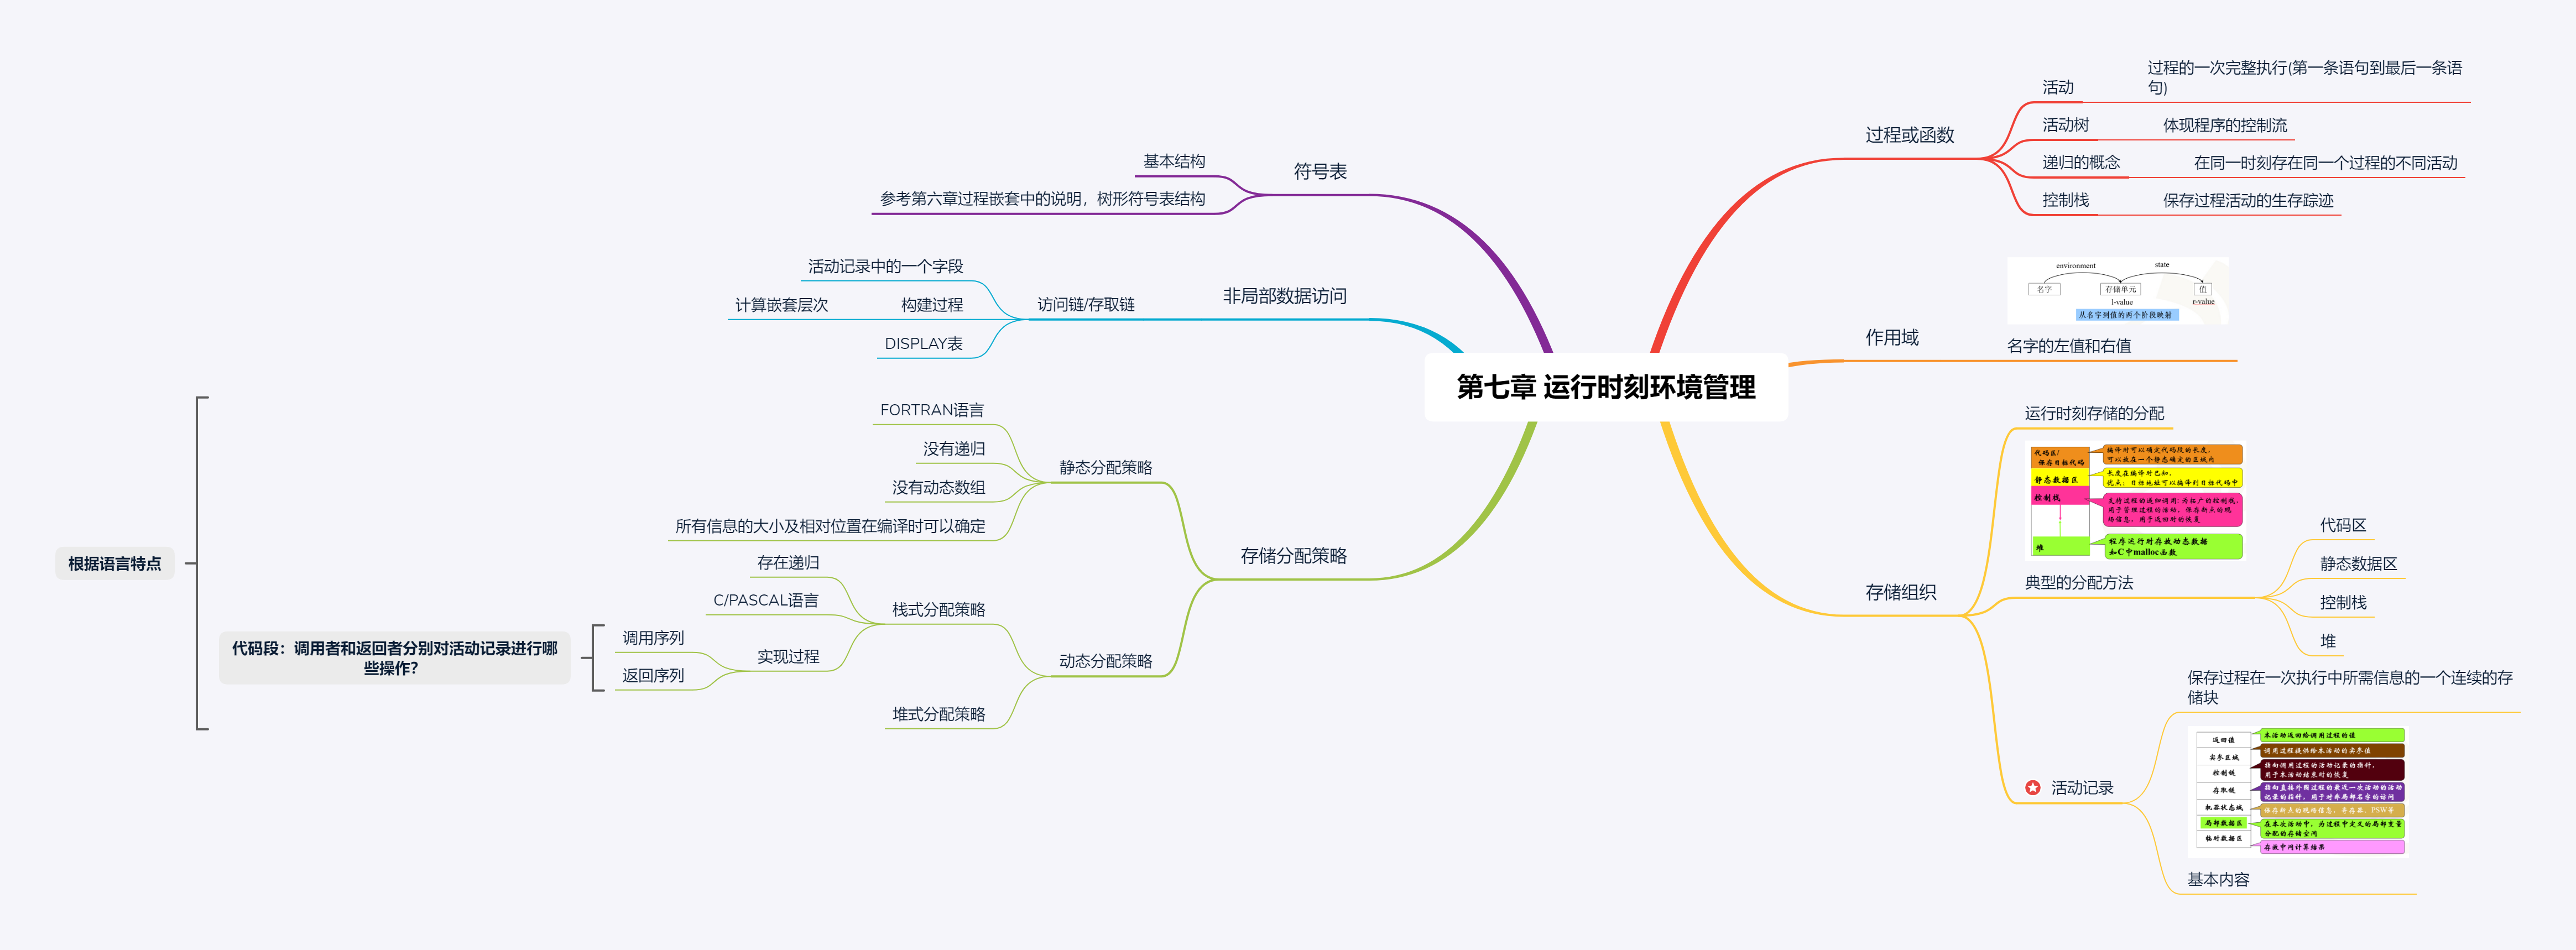 第七章 运行时刻环境管理
过程或函数
活动
过程的一次完整执行(第一条语句到最后一条语
句)
活动树
体现程序的控制流
递归的概念
在同一时刻存在同一个过程的不同活动
控制栈
保存过程活动的生存踪迹
作用域
environment
state
名字
存储单元
值
l-value
r-value
从名字到值的两个阶段映射
名字的左值和右值
存储组织
运行时刻存储的分配
代码区/
保存目标代码
编译时可以确定代码段的长度,
可以放在一个静态确定的区域内
静态数据区
长度在编译时已知,
优点:目标地址可以编译到目标代码中
控制栈
支持过程的递归调用:为拓广的控制栈,
用于管理过程的活动,保存断点的现
场信息,用于返回时的恢复
堆
程序运行时存放动态数据
如C中malloc函数
典型的分配方法
代码区
静态数据区
控制栈
堆
活动记录
保存过程在一次执行中所需信息的一个连续的存
储块
返回值
本活动返回给调用过程的值
实参区域
调用过程提供给本活动的实参值
控制链
指向调用过程的活动记录的指针,
用于本活动结束时的恢复
存取链
指向直接外围过程的最近一次活动的活动
记录的指针,用于对非局部名字的访问
机器状态域
保存断点的现场信息,寄存器、PSW等
局部数据区
在本次活动中,为过程中定义的局部变量
分配的存储空间
临时数据区
存放中间计算结果
基本内容
符号表
基本结构
参考第六章过程嵌套中的说明，树形符号表结构
非局部数据访问
访问链/存取链
活动记录中的一个字段
构建过程
计算嵌套层次
DISPLAY表
存储分配策略
静态分配策略
FORTRAN语言
没有递归
没有动态数组
所有信息的大小及相对位置在编译时可以确定
动态分配策略
栈式分配策略
存在递归
C/PASCAL语言
实现过程
调用序列
返回序列
代码段：调用者和返回者分别对活动记录进行哪
些操作?
堆式分配策略
根据语言特点